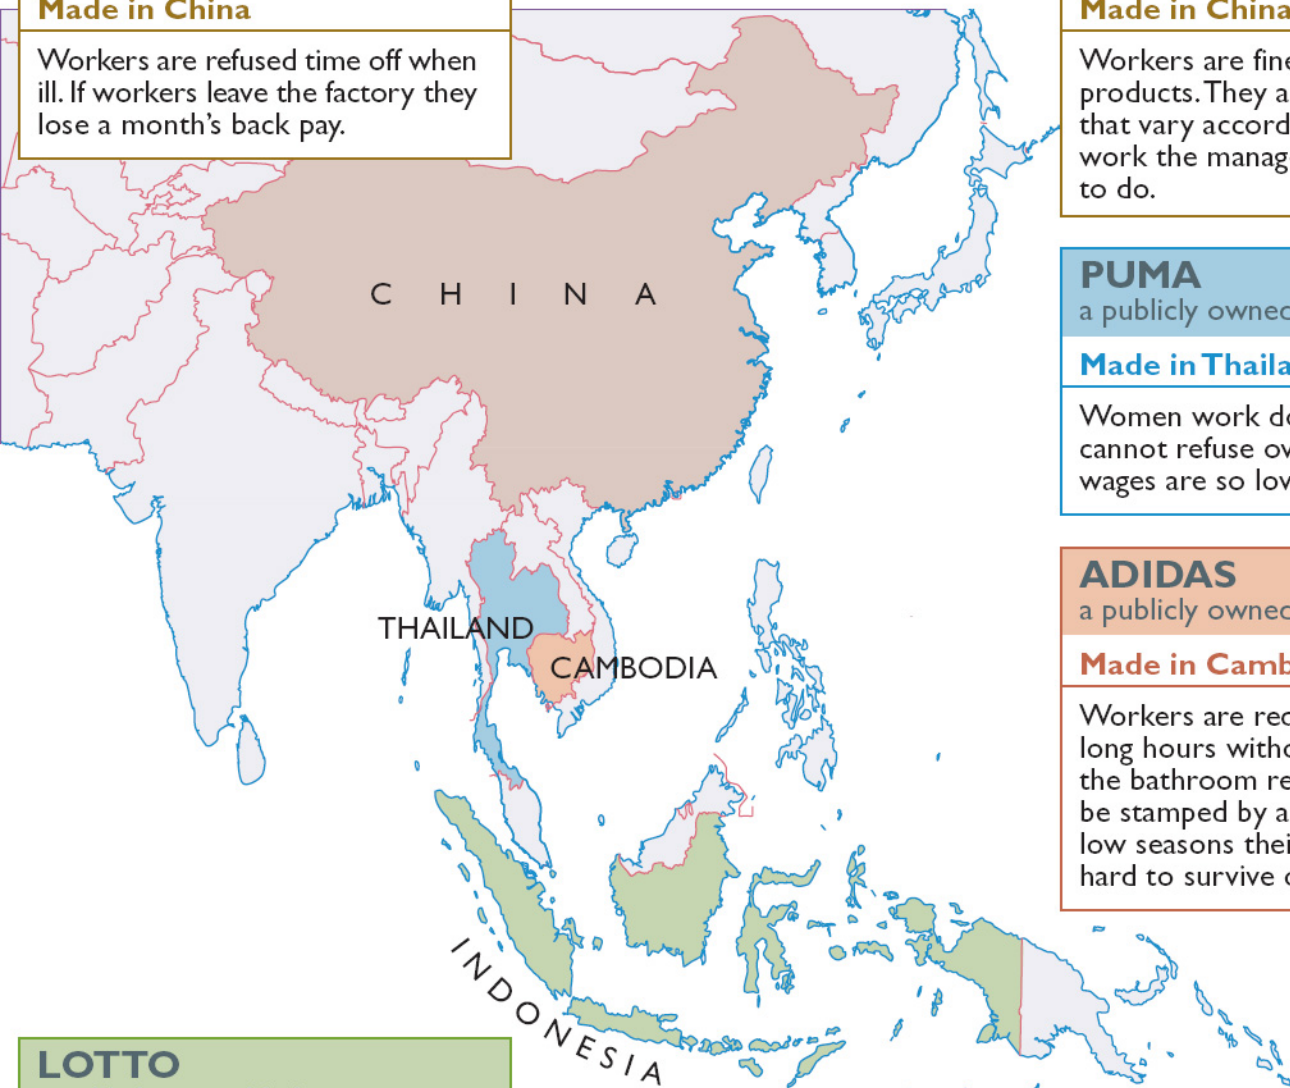 Made in China
Workers are refused time off when
ill. If workers leave the factory they
lose a month's back pay.
Made in China
Workers are fine
products. They a
that vary accord
work the manag
to do.
PUMA
a publicly owned
Made in Thaila
Women work do
cannot refuse ov
wages are so lov
ADIDAS
a publicly owned
Made in Camb
Workers are rec
long hours witho
the bathroom re
be stamped by a
low seasons thei
hard to survive o
CHINA
THAILAND
CAMBODIA
INDONESIA
LOTTO